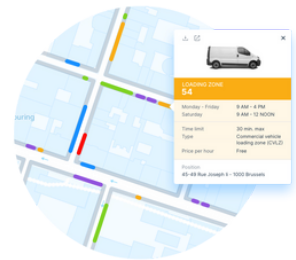 LOADING ZONE
54
Monday - Friday 9 AM - 4 PM
Saturday 9 AM - 12 NOON
Time limit 30 min. max
Type Commercial vehicle
loading zone (CVLZ)
Price per hour Free
Position
45-49 Rue Joseph II - 1000 Brussels